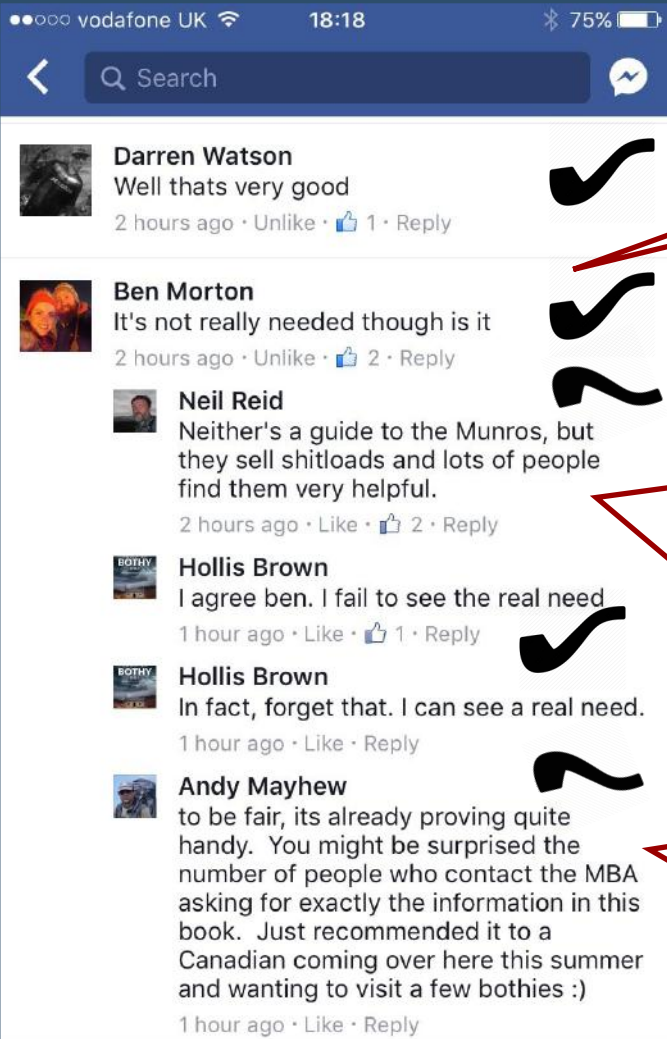 vodafone UK 18:18 75%
Search
Darren Watson
Well thats very good
2 hours ago · Unlike · 1 · Reply
Ben Morton
It's not really needed though is it
2 hours ago · Unlike · 2 · Reply
Neil Reid
Neither's a guide to the Munros, but
they sell shitloads and lots of people
find them very helpful.
2 hours ago · Like · 2 · Reply
BOTHY
Hollis Brown
I agree ben. I fail to see the real need
1 hour ago · Like · 1 · Reply
BOTHY
Hollis Brown
In fact, forget that. I can see a real need.
1 hour ago · Like · Reply
Andy Mayhew
to be fair, its already proving quite
handy. You might be surprised the
number of people who contact the MBA
asking for exactly the information in this
book. Just recommended it to a
Canadian coming over here this summer
and wanting to visit a few bothies :)
1 hour ago · Like · Reply